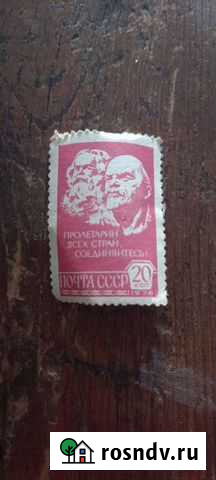 ПРОЛЕТАРИИ
ВСЕХ СТРАН,
СОЕДИНЯЙТЕСЬ!
ПОЧТА СССР
20
rosndv.ru